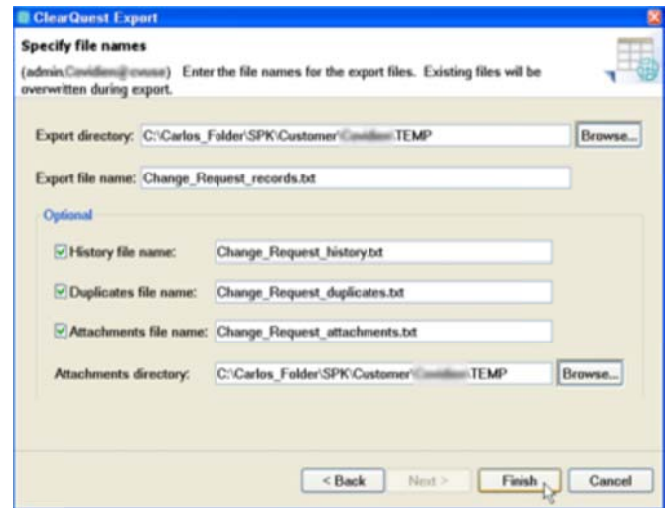 ClearQuest Export
Specify file names
(admin, ) Enter the file names for the export files. Existing files will be
overwritten during export.
Export directory: C:\Carlos_Folder\SPK\Customer\ \TEMP Browse...
Export file name: Change_Request_records.txt
Optional
History file name: Change_Request_history.txt
Duplicates file name: Change_Request_duplicates.txt
Attachments file name: Change_Request_attachments.txt
Attachments directory: C:\Carlos_Folder\SPK\Customer\ \TEMP Browse...
< Back Next > Finish Cancel